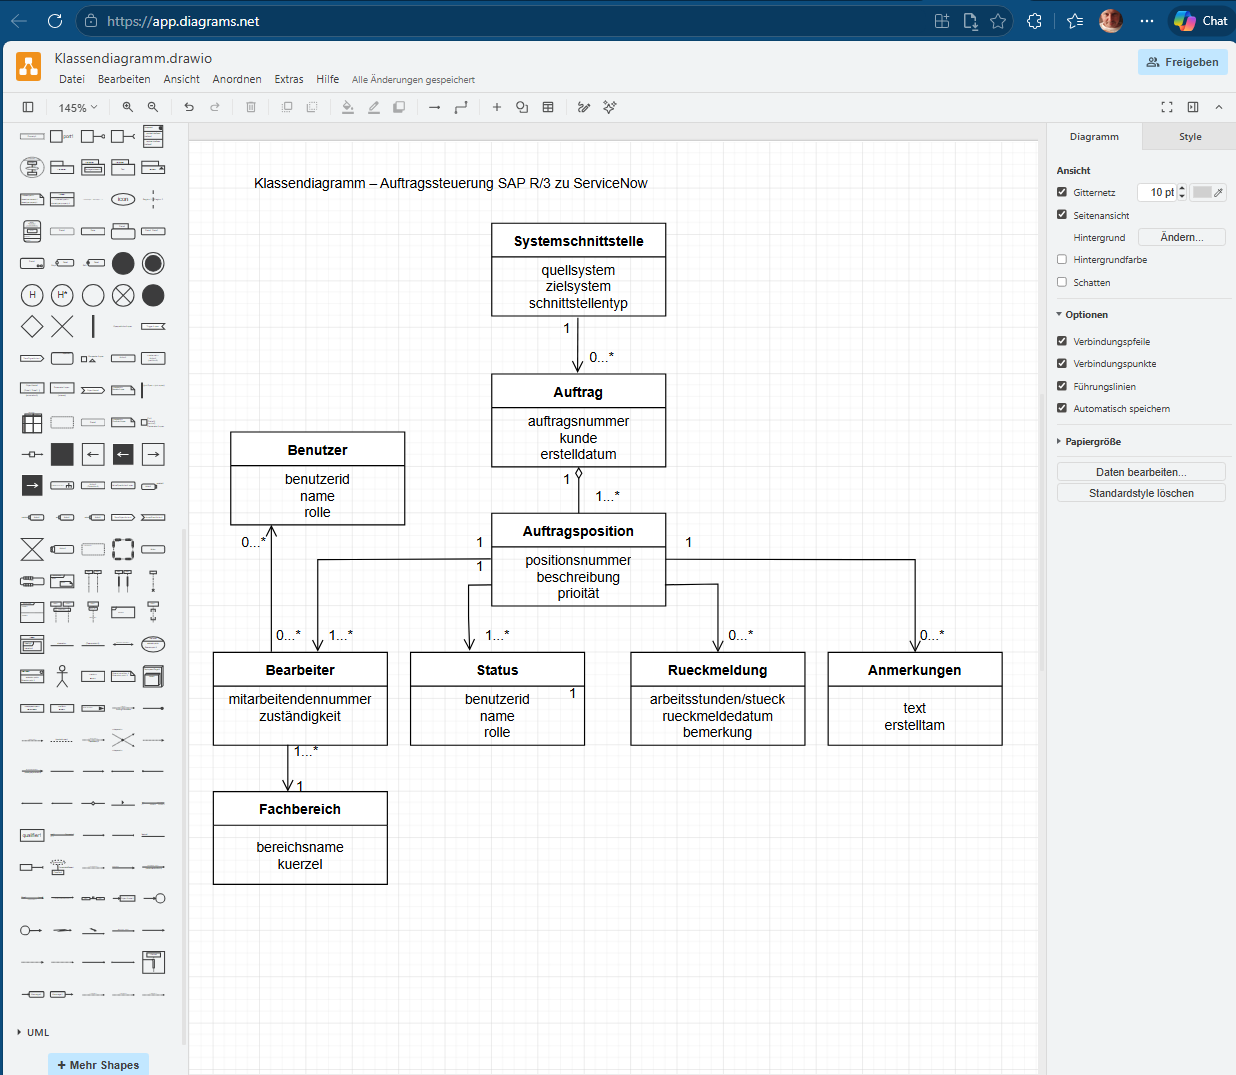 https://app.diagrams.net
Chat
Klassendiagramm.drawio
Datei Bearbeiten Ansicht Anordnen Extras Hilfe Alle Änderungen gespeichert
Freigeben
145%
Diagramm Style
Ansicht
Gitternetz 10 pt
Seitenansicht
Hintergrund Ändern...
Hintergrundfarbe
Schatten
Optionen
Verbindungspfeile
Verbindungspunkte
Führungslinien
Automatisch speichern
Papiergröße
Daten bearbeiten...
Standardstyle löschen
Klassendiagramm – Auftragssteuerung SAP R/3 zu ServiceNow
Systemschnittstelle
quellsystem
zielsystem
schnittstellentyp
1
0...*
Auftrag
auftragsnummer
kunde
erstelldatum
1
1...*
Benutzer
benutzerid
name
rolle
0...*
Auftragsposition
positionsnummer
beschreibung
prioität
1
1
1
0...*
1...*
1...*
0...*
0...*
Bearbeiter
mitarbeitendennummer
zuständigkeit
Status
1
benutzerid
name
rolle
Rueckmeldung
arbeitsstunden/stueck
rueckmeldedatum
bemerkung
Anmerkungen
text
erstelltam
1...*
1
Fachbereich
bereichsname
kuerzel
H
H*
UML
+ Mehr Shapes